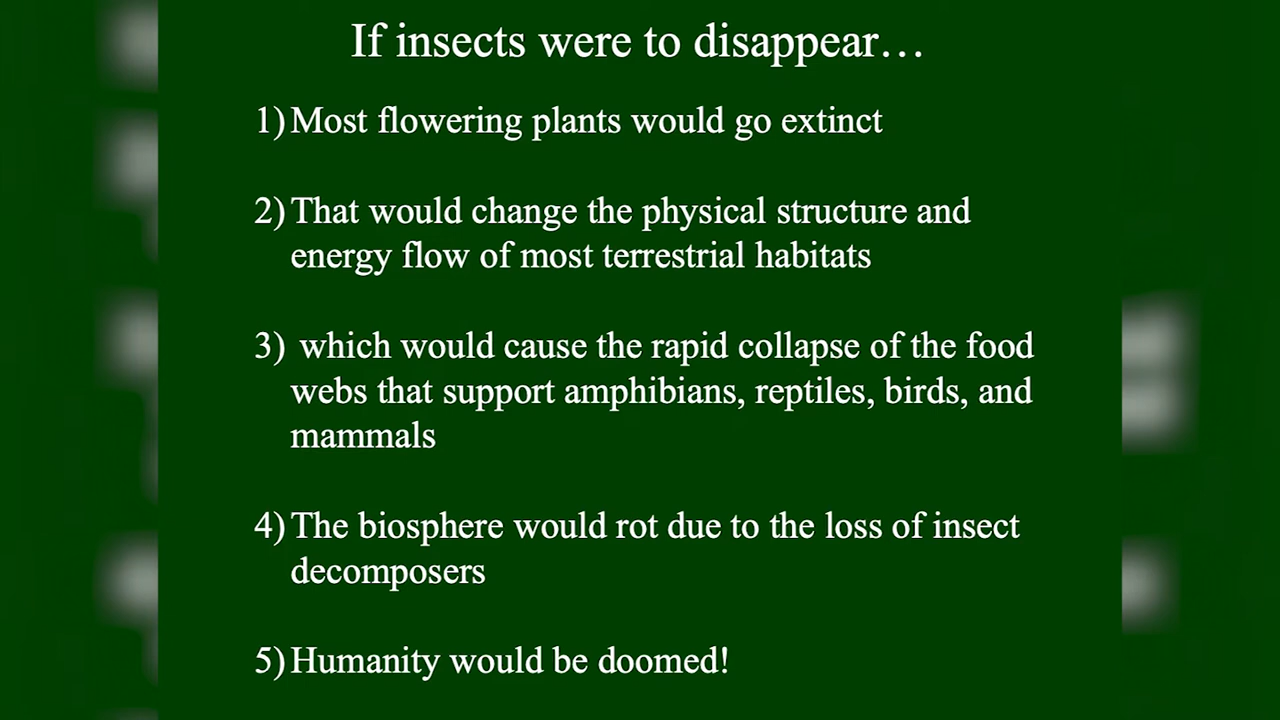 If insects were to disappear…
1) Most flowering plants would go extinct
2) That would change the physical structure and
energy flow of most terrestrial habitats
3) which would cause the rapid collapse of the food
webs that support amphibians, reptiles, birds, and
mammals
4) The biosphere would rot due to the loss of insect
decomposers
5) Humanity would be doomed!